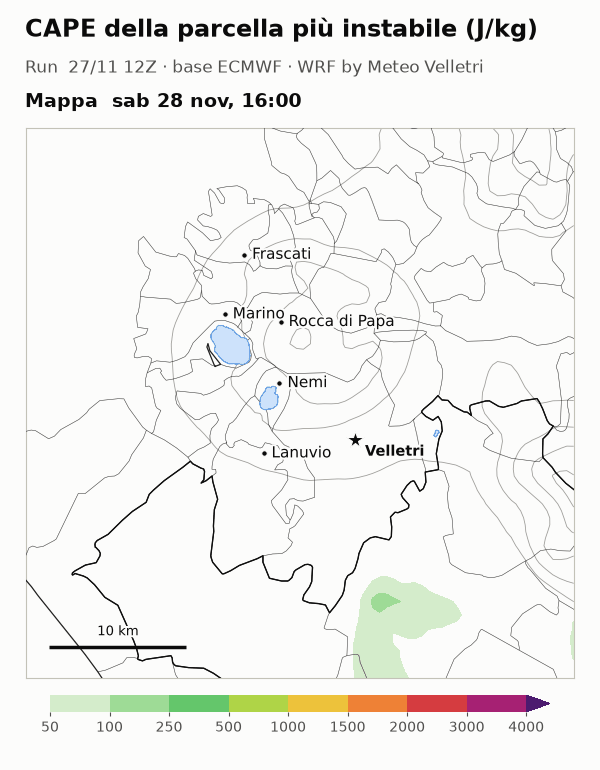 CAPE della parcella più instabile (J/kg)
Run  27/11 12Z · base ECMWF · WRF by Meteo Velletri
Mappa  sab 28 nov, 16:00
Frascati
Marino
Rocca di Papa
Nemi
Velletri
Lanuvio
10 km
50 100 250 500 1000 1500 2000 3000 4000